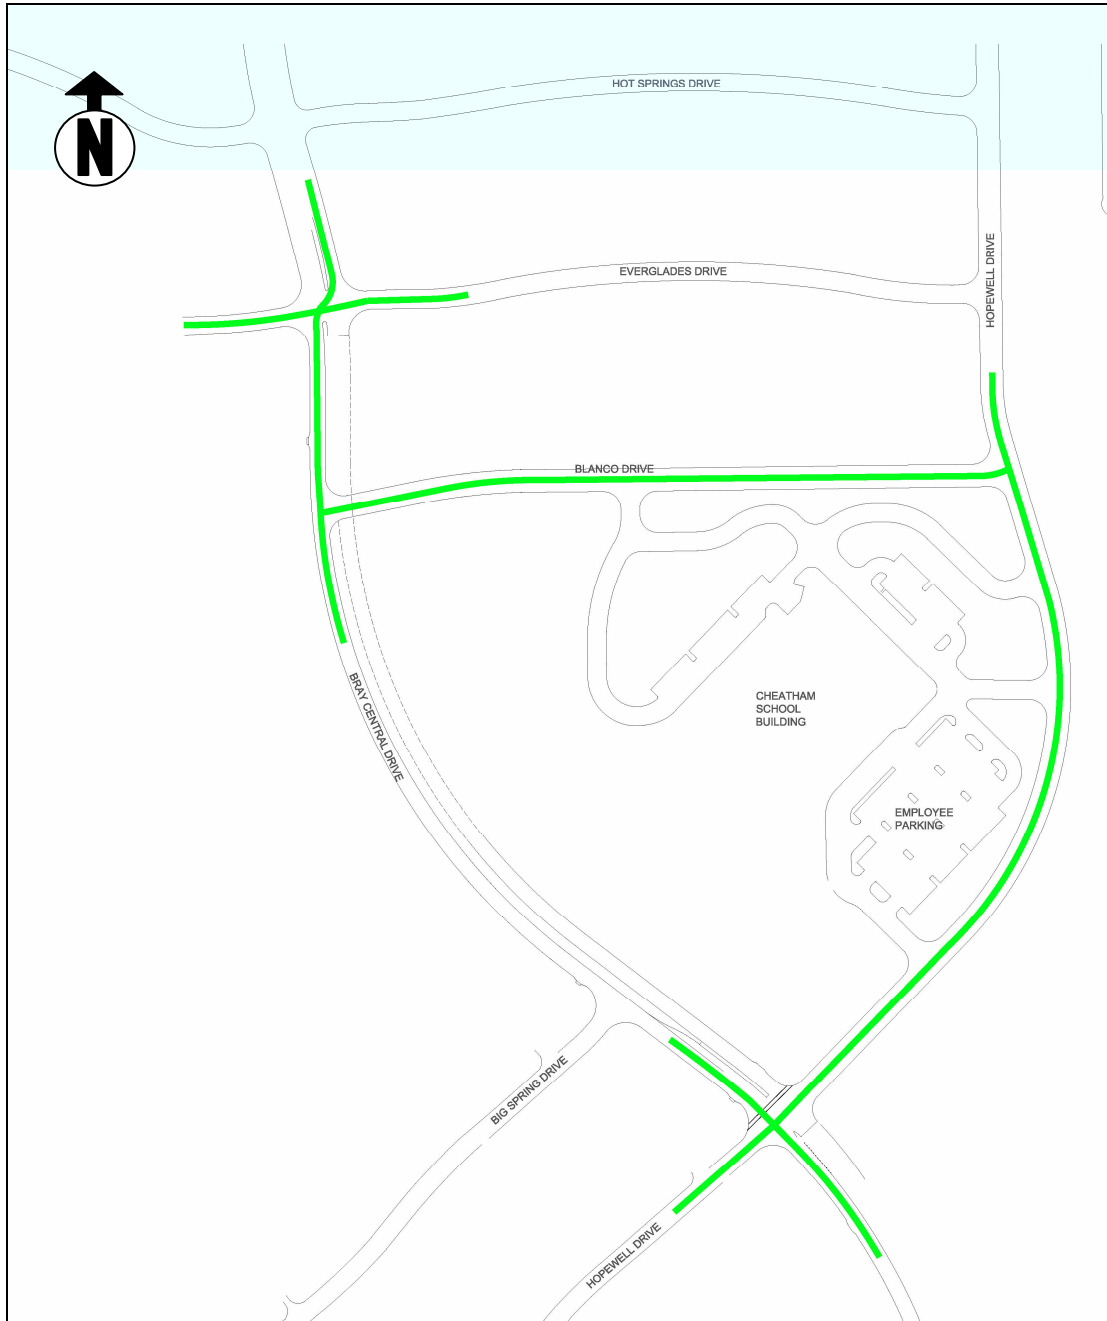 HOT SPRINGS DRIVE
N
EVERGLADES DRIVE
HOPEWELL DRIVE
BLANCO DRIVE
BRAY CENTRAL DRIVE
CHEATHAM
SCHOOL
BUILDING
EMPLOYEE
PARKING
BIG SPRING DRIVE
HOPEWELL DRIVE